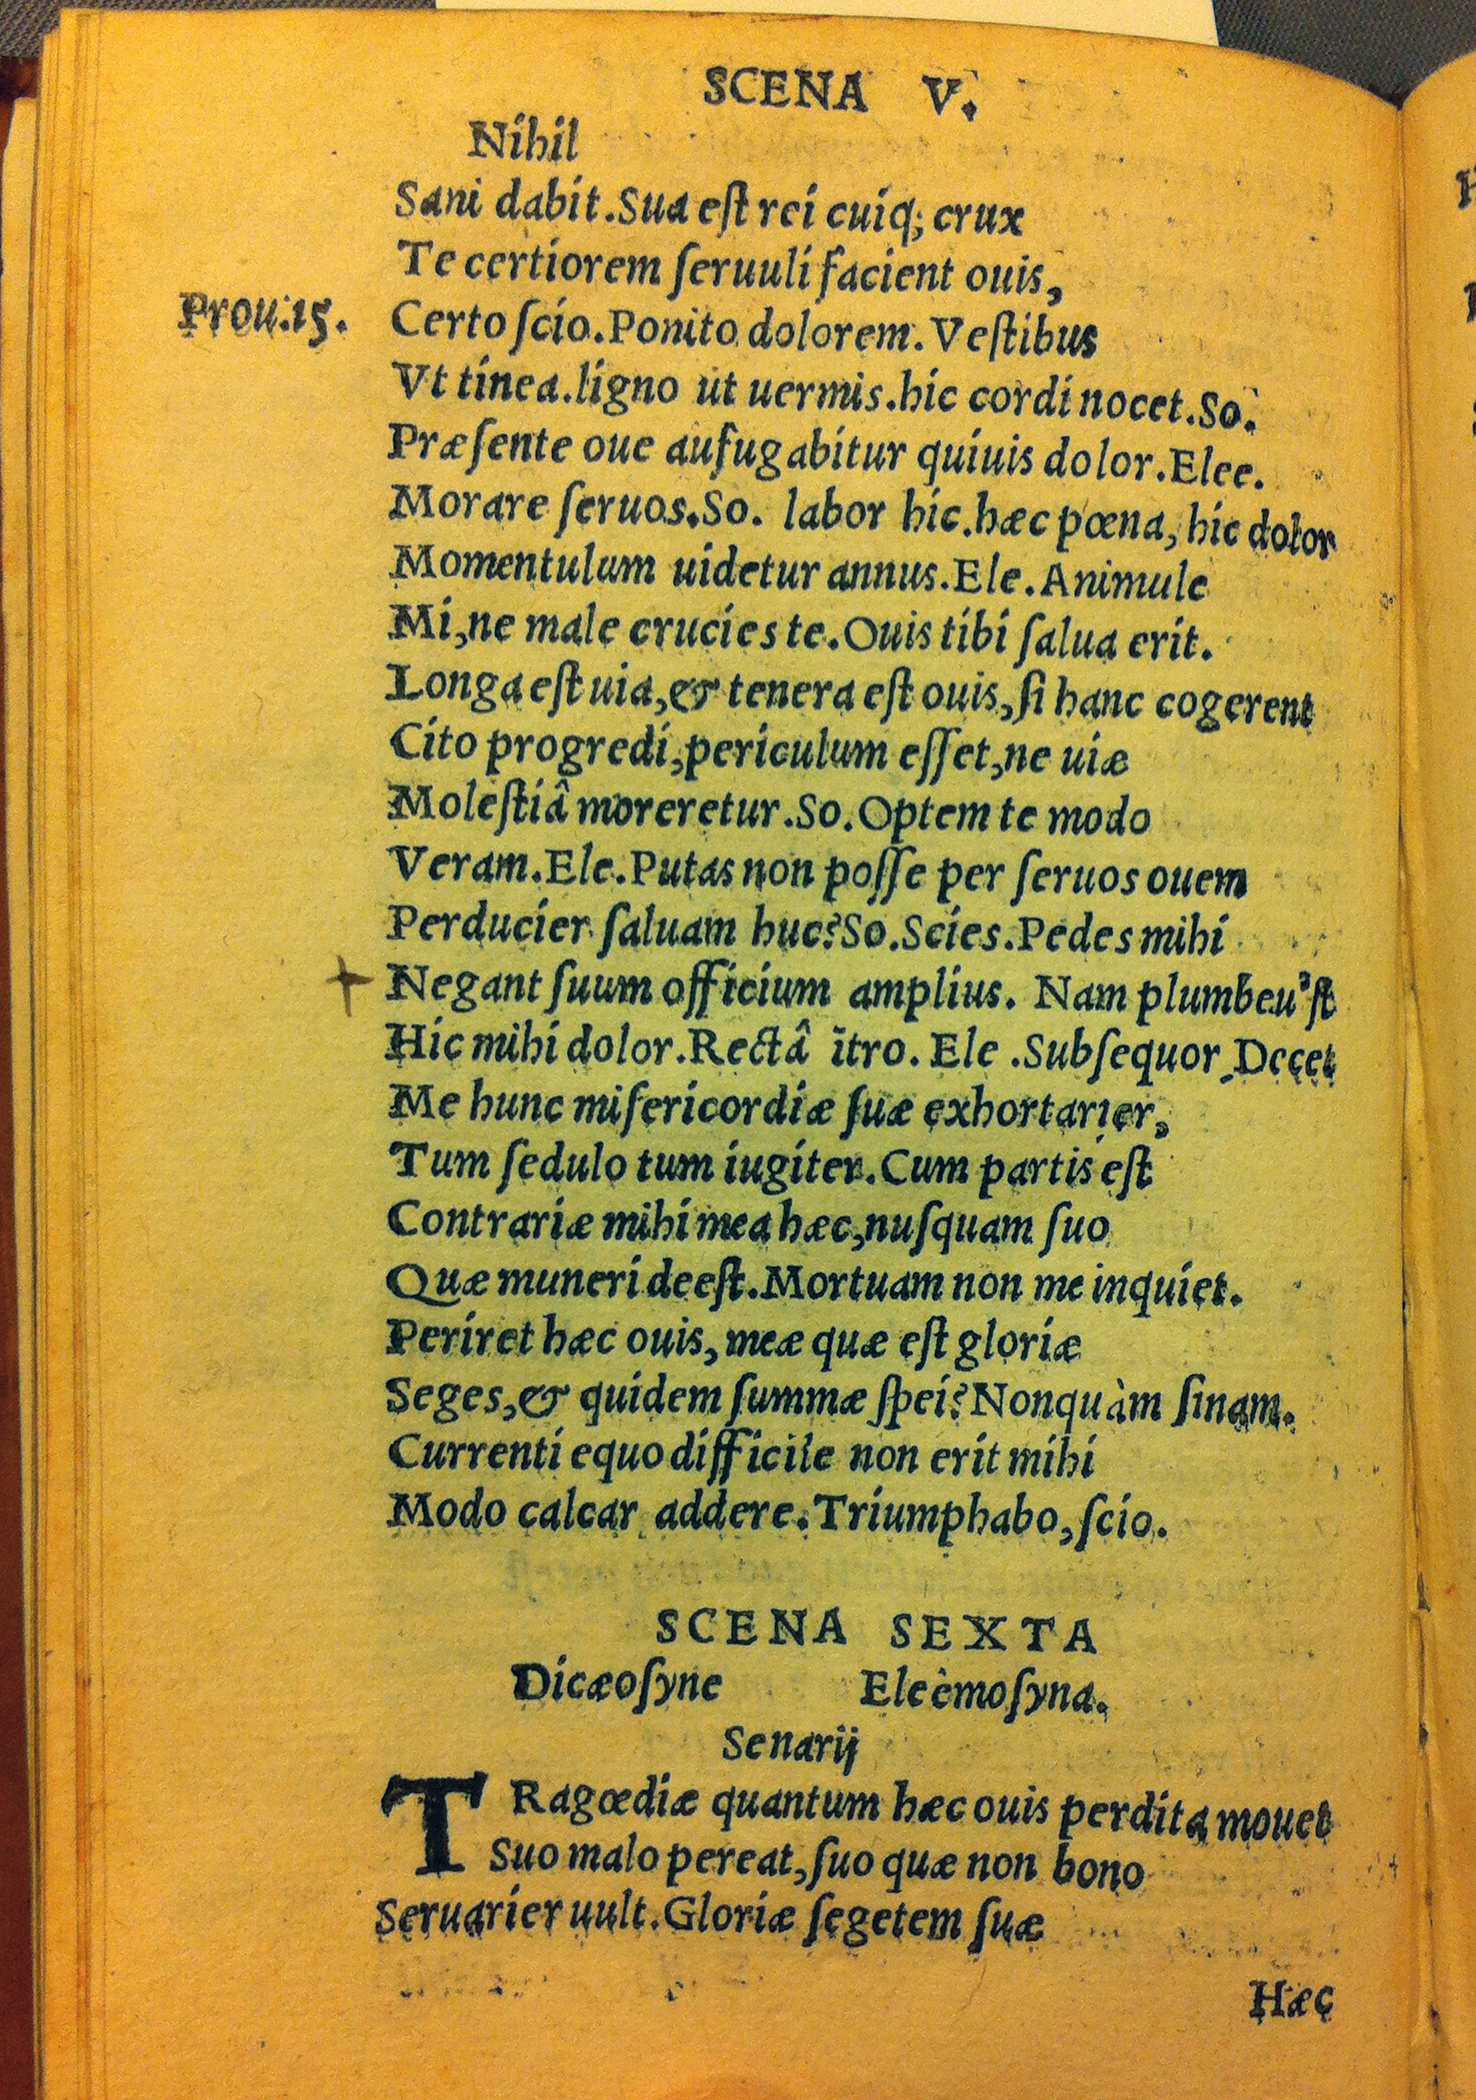 SCENA V.
Nihil
Sani dabit. Sua eſt rei cuiq; crux
Te certiorem ſeruuli facient ouis,
Prou.15. Certo ſcio. Ponito dolorem. Veſtibus
Vt tinea. ligno ut uermis. hic cordi nocet. So.
Præſente oue aufugabitur quiuis dolor. Elee.
Morare ſeruos. So. labor hic. hæc pœna, hic dolor
Momentulum uidetur annus. Ele. Animule
Mi, ne male crucies te. Ouis tibi ſalua erit.
Longa eſt uia, & tenera eſt ouis, ſi hanc cogerent
Cito progredi, periculum eſſet, ne uiæ
Moleſtiâ moreretur. So. Optem te modo
Veram. Ele. Putas non poſſe per ſeruos ouem
Perducier ſaluam huc? So. Scies. Pedes mihi
Negant ſuum officium amplius. Nam plumbeuꝰſt
Hic mihi dolor. Rectâ ītro. Ele. Subſequor, Decet
Me hunc miſericordiæ ſuæ exhortarier,
Tum ſedulo tum iugiter. Cum partis eſt
Contrariæ mihi mea hæc, nuſquam ſuo
Quæ muneri deeſt. Mortuam non me inquiet.
Periret hæc ouis, meæ quæ eſt gloriæ
Seges, & quidem ſummæ ſpei? Nonquàm ſinam.
Currenti equo difficile non erit mihi
Modo calcar addere. Triumphabo, ſcio.
SCENA SEXTA
Dicæoſyne Eleèmoſyna.
Senarij
TRagœdiæ quantum hæc ouis perdita mouet
Suo malo pereat, ſuo quæ non bono
Seruarier uult. Gloriæ ſegetem ſuæ
Hæc